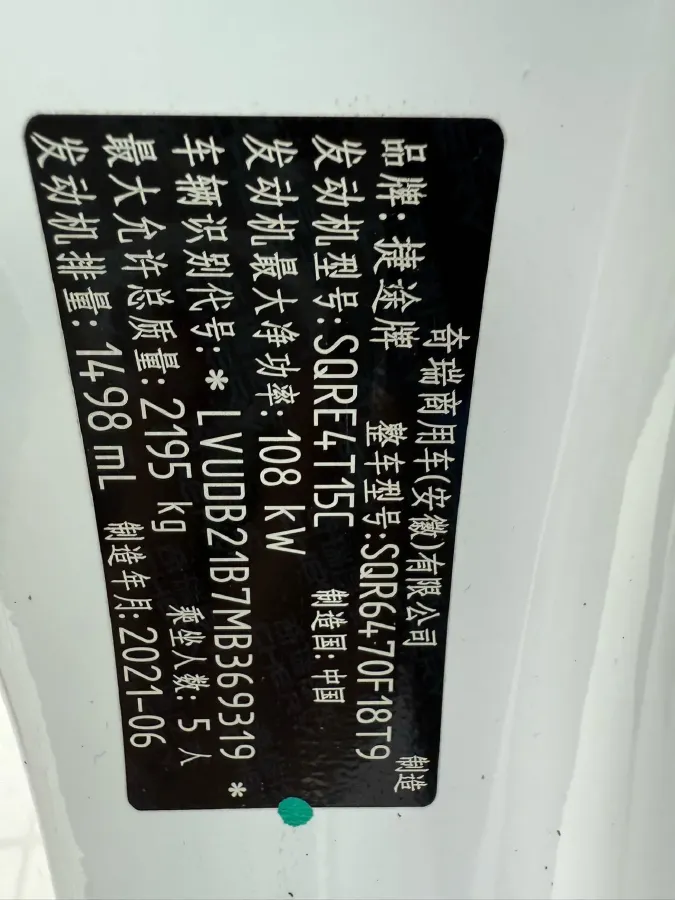 奇瑞商用车(安徽)有限公司 制造
品牌: 捷途牌 整车型号:SQR6470F18T9
发动机型号: SQRE4T15C 制造国: 中国
发动机最大净功率: 108 kW
车辆识别代号: * LVUDB21B7MB369319 *
最大允许总质量: 2195 kg 乘坐人数: 5 人
发动机排量: 1498 mL 制造年月: 2021-06